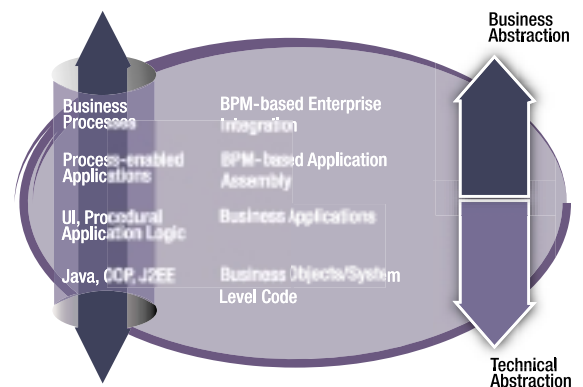 Business
Abstraction
Business
Processes
BPM-based Enterprise
Integration
Process-enabled
Applications
BPM-based Application
Assembly
UI, Procedural
Application Logic
Business Applications
Java, OOP, J2EE
Business Objects/System
Level Code
Technical
Abstraction